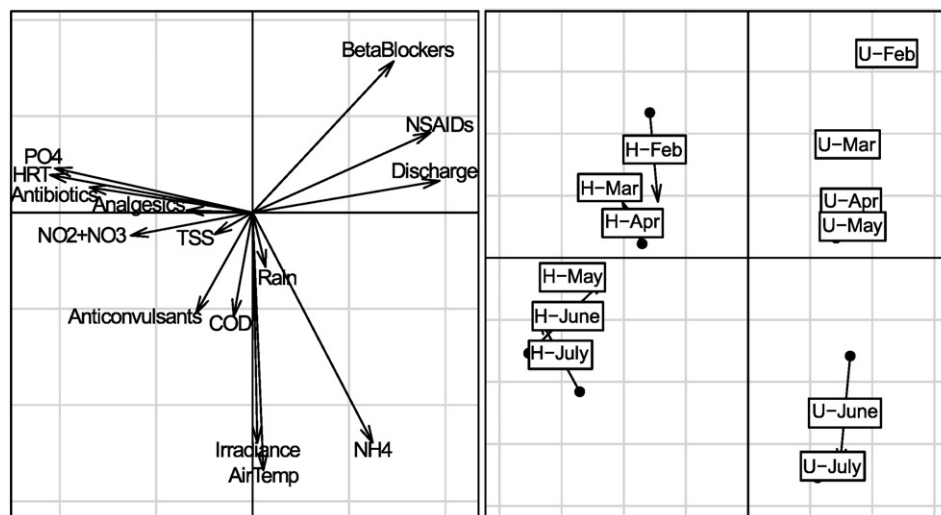 BetaBlockers
NSAIDs
Discharge
PO4
HRT
Antibiotics
Analgesics
NO2+NO3
TSS
Rain
Anticonvulsants
COD
Irradiance
NH4
AirTemp
U−Feb
U−Mar
H−Feb
H−Mar
U−Apr
H−Apr
U−May
H−May
H−June
H−July
U−June
U−July